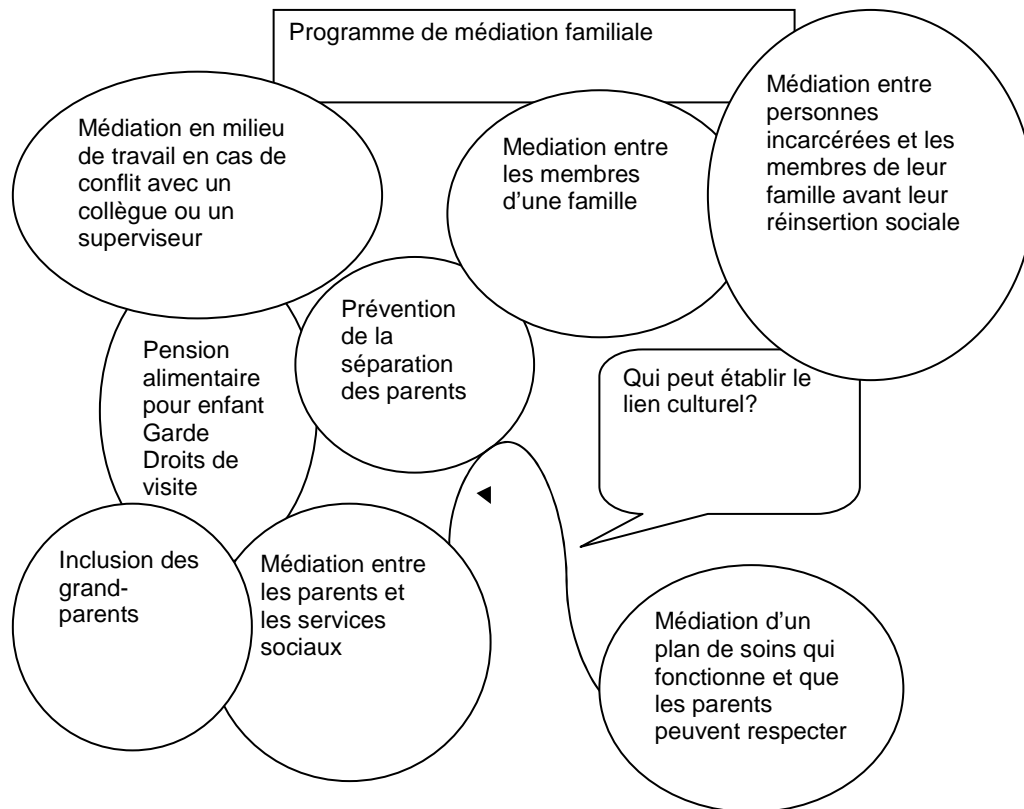 Programme de médiation familiale
Médiation en milieu
de travail en cas de
conflit avec un
collègue ou un
superviseur
Mediation entre
les membres
d'une famille
Médiation entre
personnes
incarcérées et les
membres de leur
famille avant leur
réinsertion sociale
Pension
alimentaire
pour enfant
Garde
Droits de
visite
Prévention
de la
séparation
des parents
Qui peut établir le
lien culturel?
Inclusion des
grand-
parents
Médiation entre
les parents et
les services
sociaux
Médiation d'un
plan de soins qui
fonctionne et que
les parents
peuvent respecter